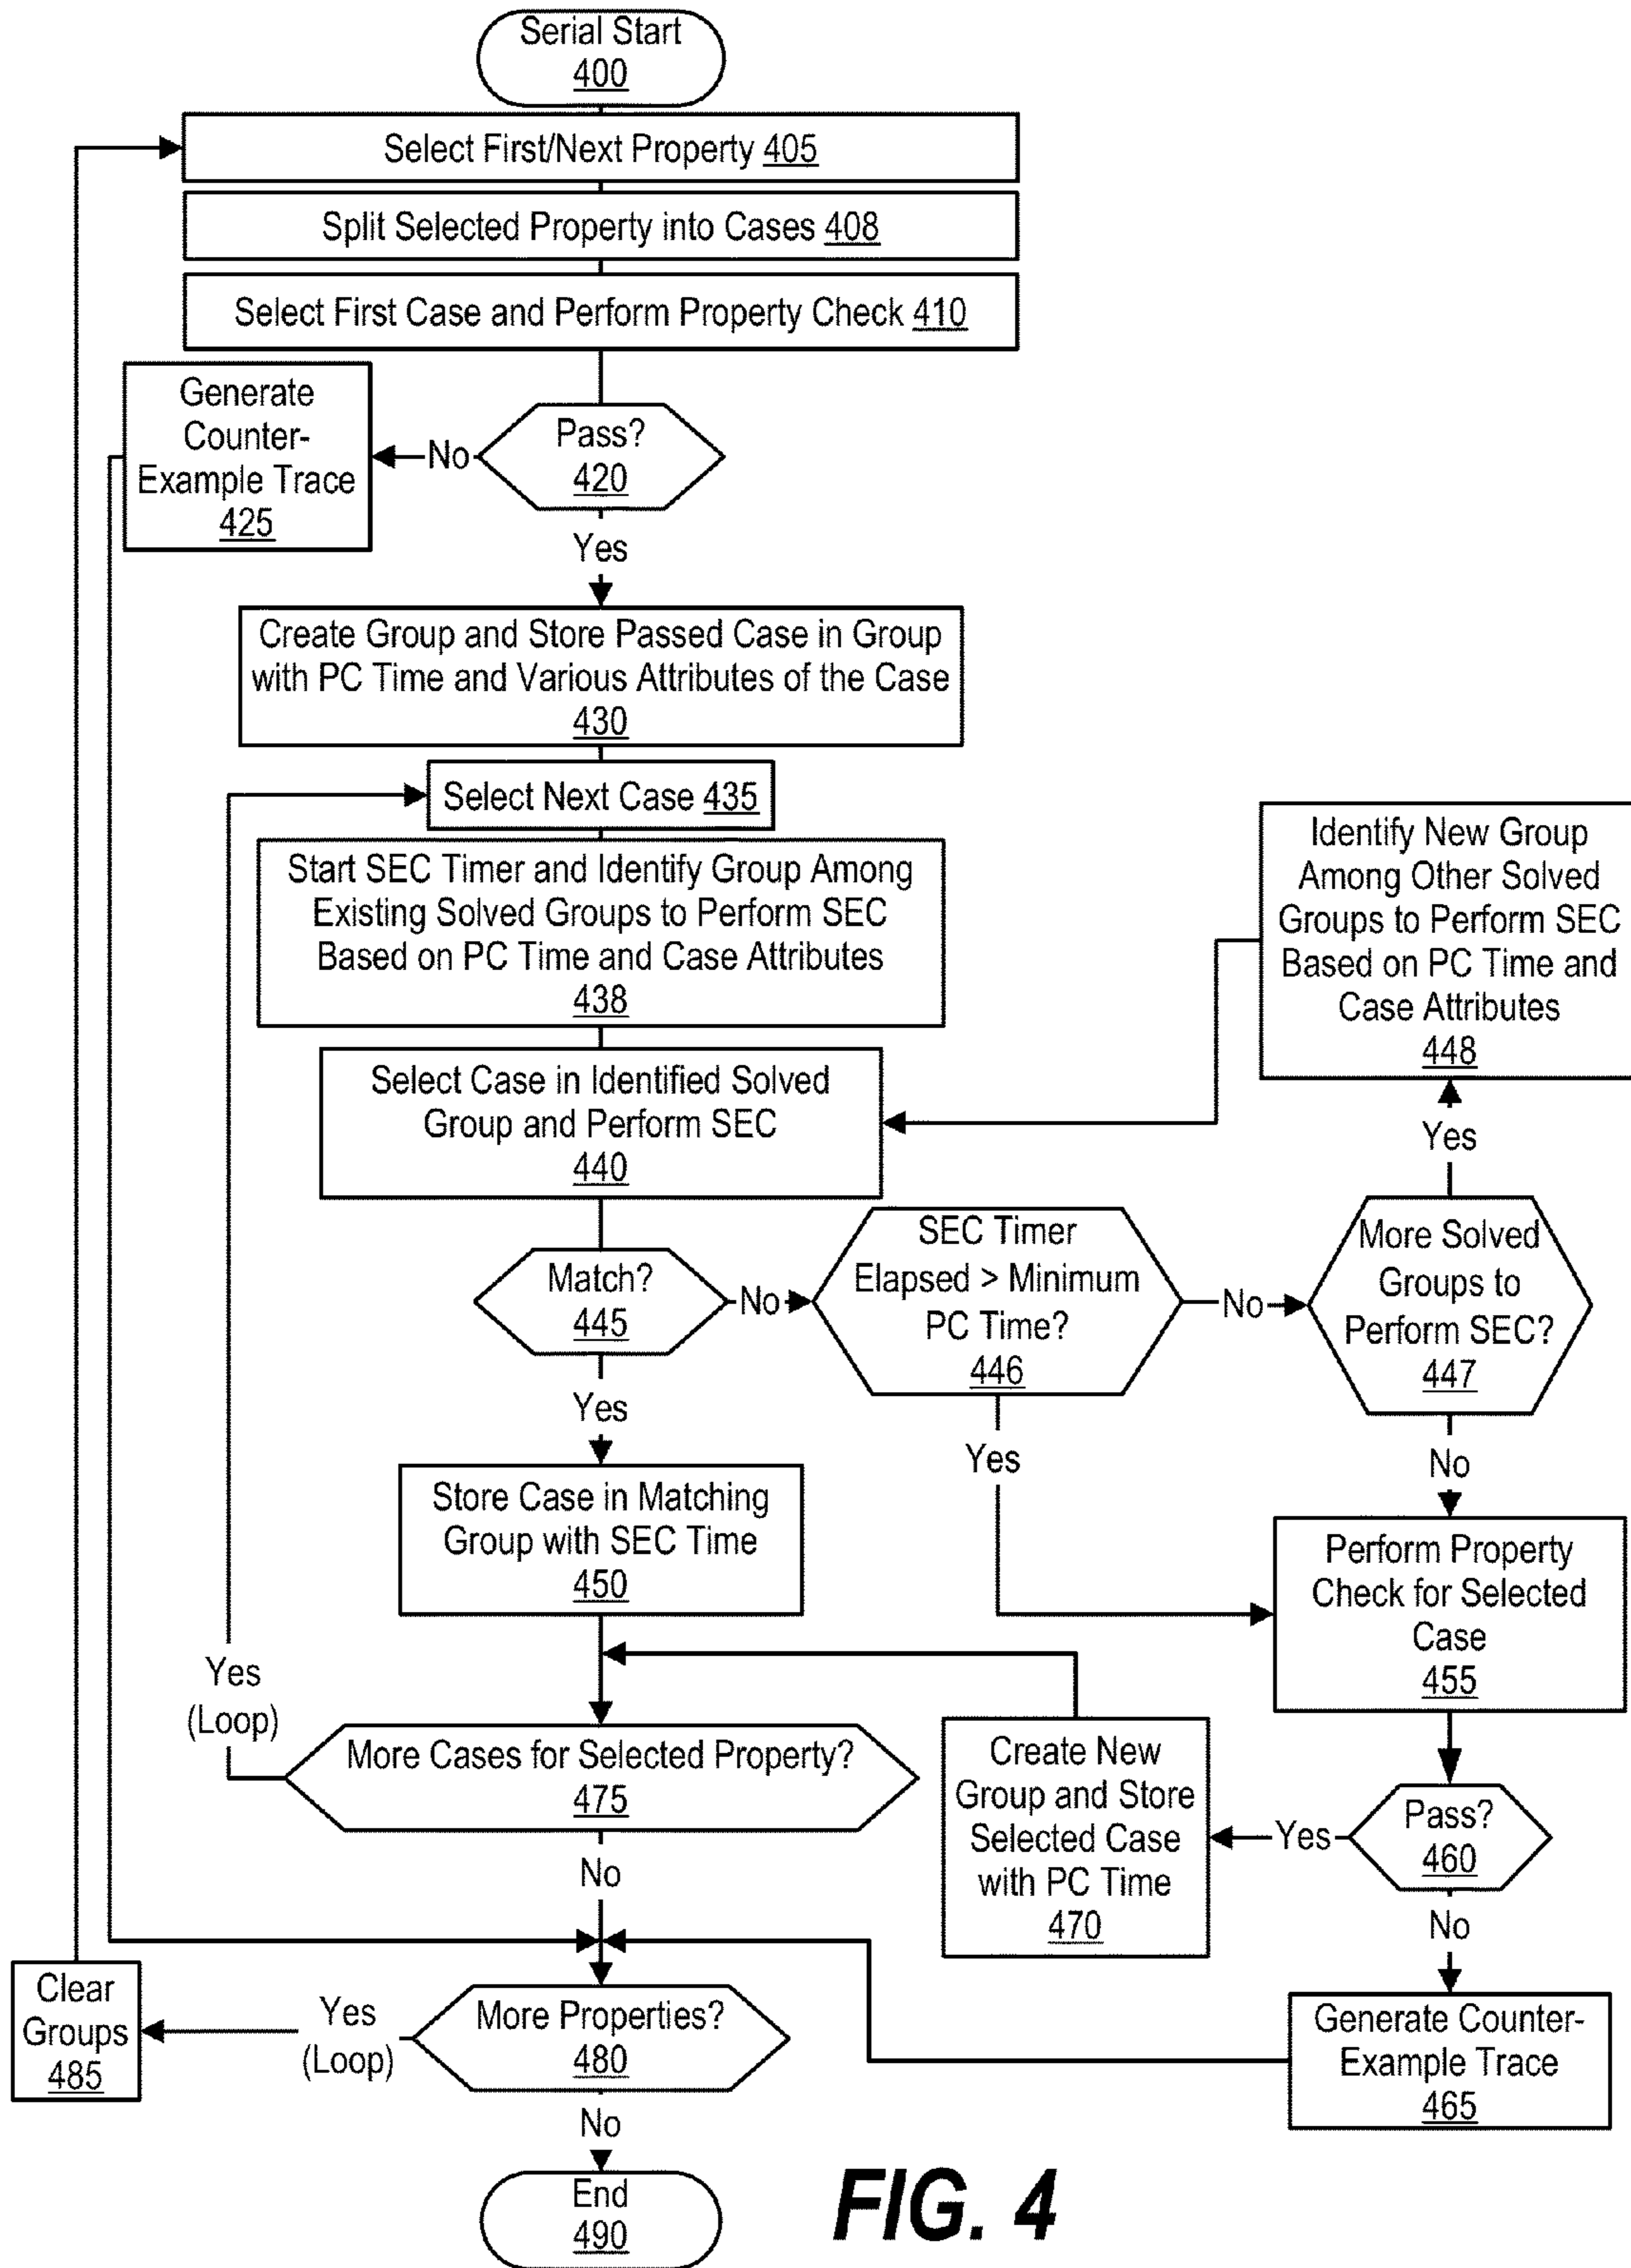 Serial Start
400
Select First/Next Property 405
Split Selected Property into Cases 408
Select First Case and Perform Property Check 410
Generate
Counter-
Example Trace
425
No
Pass?
420
Yes
Create Group and Store Passed Case in Group
with PC Time and Various Attributes of the Case
430
Select Next Case 435
Start SEC Timer and Identify Group Among
Existing Solved Groups to Perform SEC
Based on PC Time and Case Attributes
438
Identify New Group
Among Other Solved
Groups to Perform SEC
Based on PC Time and
Case Attributes
448
Select Case in Identified Solved
Group and Perform SEC
440
Yes
Match?
445
No
SEC Timer
Elapsed > Minimum
PC Time?
446
No
More Solved
Groups to
Perform SEC?
447
Yes
Yes
No
Store Case in Matching
Group with SEC Time
450
Perform Property
Check for Selected
Case
455
Yes
(Loop)
More Cases for Selected Property?
475
Create New
Group and Store
Selected Case
with PC Time
470
Yes
Pass?
460
No
No
Clear
Groups
485
Yes
(Loop)
More Properties?
480
Generate Counter-
Example Trace
465
No
End
490
FIG. 4